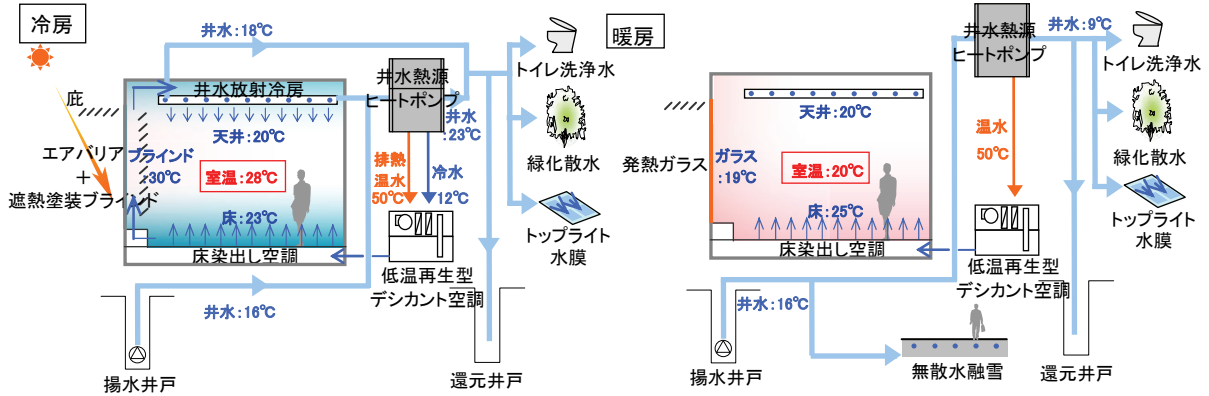 冷房
井水：18℃
庇
井水放射冷房
天井：20℃
井水熱源
ヒートポンプ
井水
：23℃
トイレ洗浄水
緑化散水
エアバリア
＋
遮熱塗装ブラインド
ブラインド
：30℃
室温：28℃
排熱
温水
50℃
冷水
12℃
床：23℃
床染出し空調
低温再生型
デシカント空調
トップライト
水膜
井水：16℃
揚水井戸
還元井戸
暖房
井水熱源
ヒートポンプ
井水：9℃
トイレ洗浄水
天井：20℃
温水
50℃
緑化散水
発熱ガラス
ガラス
：19℃
室温：20℃
床：25℃
床染出し空調
低温再生型
デシカント空調
トップライト
水膜
井水：16℃
揚水井戸
無散水融雪
還元井戸